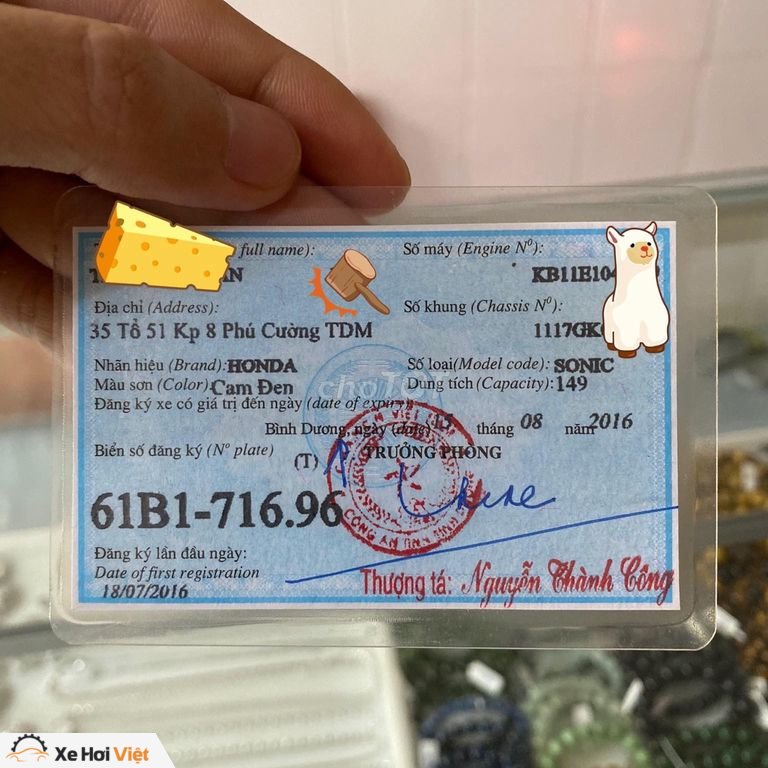 full name):
Số máy (Engine Nº):
Địa chỉ (Address):
Số khung (Chassis Nº):
35 Tổ 51 Kp 8 Phú Cường TDM
Nhãn hiệu (Brand): HONDA
Số loại (Model code): SONIC
Màu sơn (Color): Cam Đen
Dung tích (Capacity): 149
Đăng ký xe có giá trị đến ngày (date of expiry):
Bình Dương, ngày (date) 15 tháng 08 năm 2016
Biển số đăng ký (Nº plate)
(T) TRƯỞNG PHÒNG
61B1-716.96
Đăng ký lần đầu ngày:
Date of first registration
18/07/2016
Thượng tá: Nguyễn Thành Công
Xe Hơi Việt